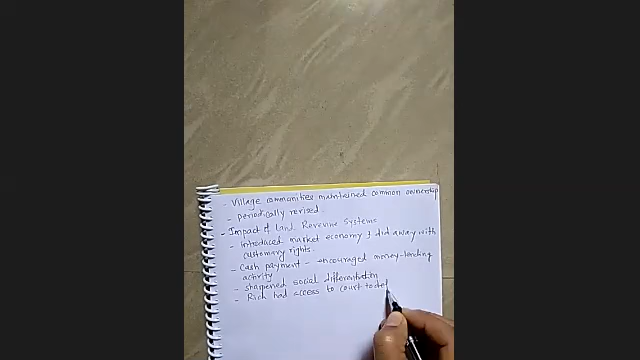 - Village communities maintained common ownership
- periodically revised.
- Impact of Land Revenue Systems
- introduced market economy & did away with
customary rights.
- Cash payment - encouraged money-lending
activity
- sharpened social differentiation
- Rich had access to court to def